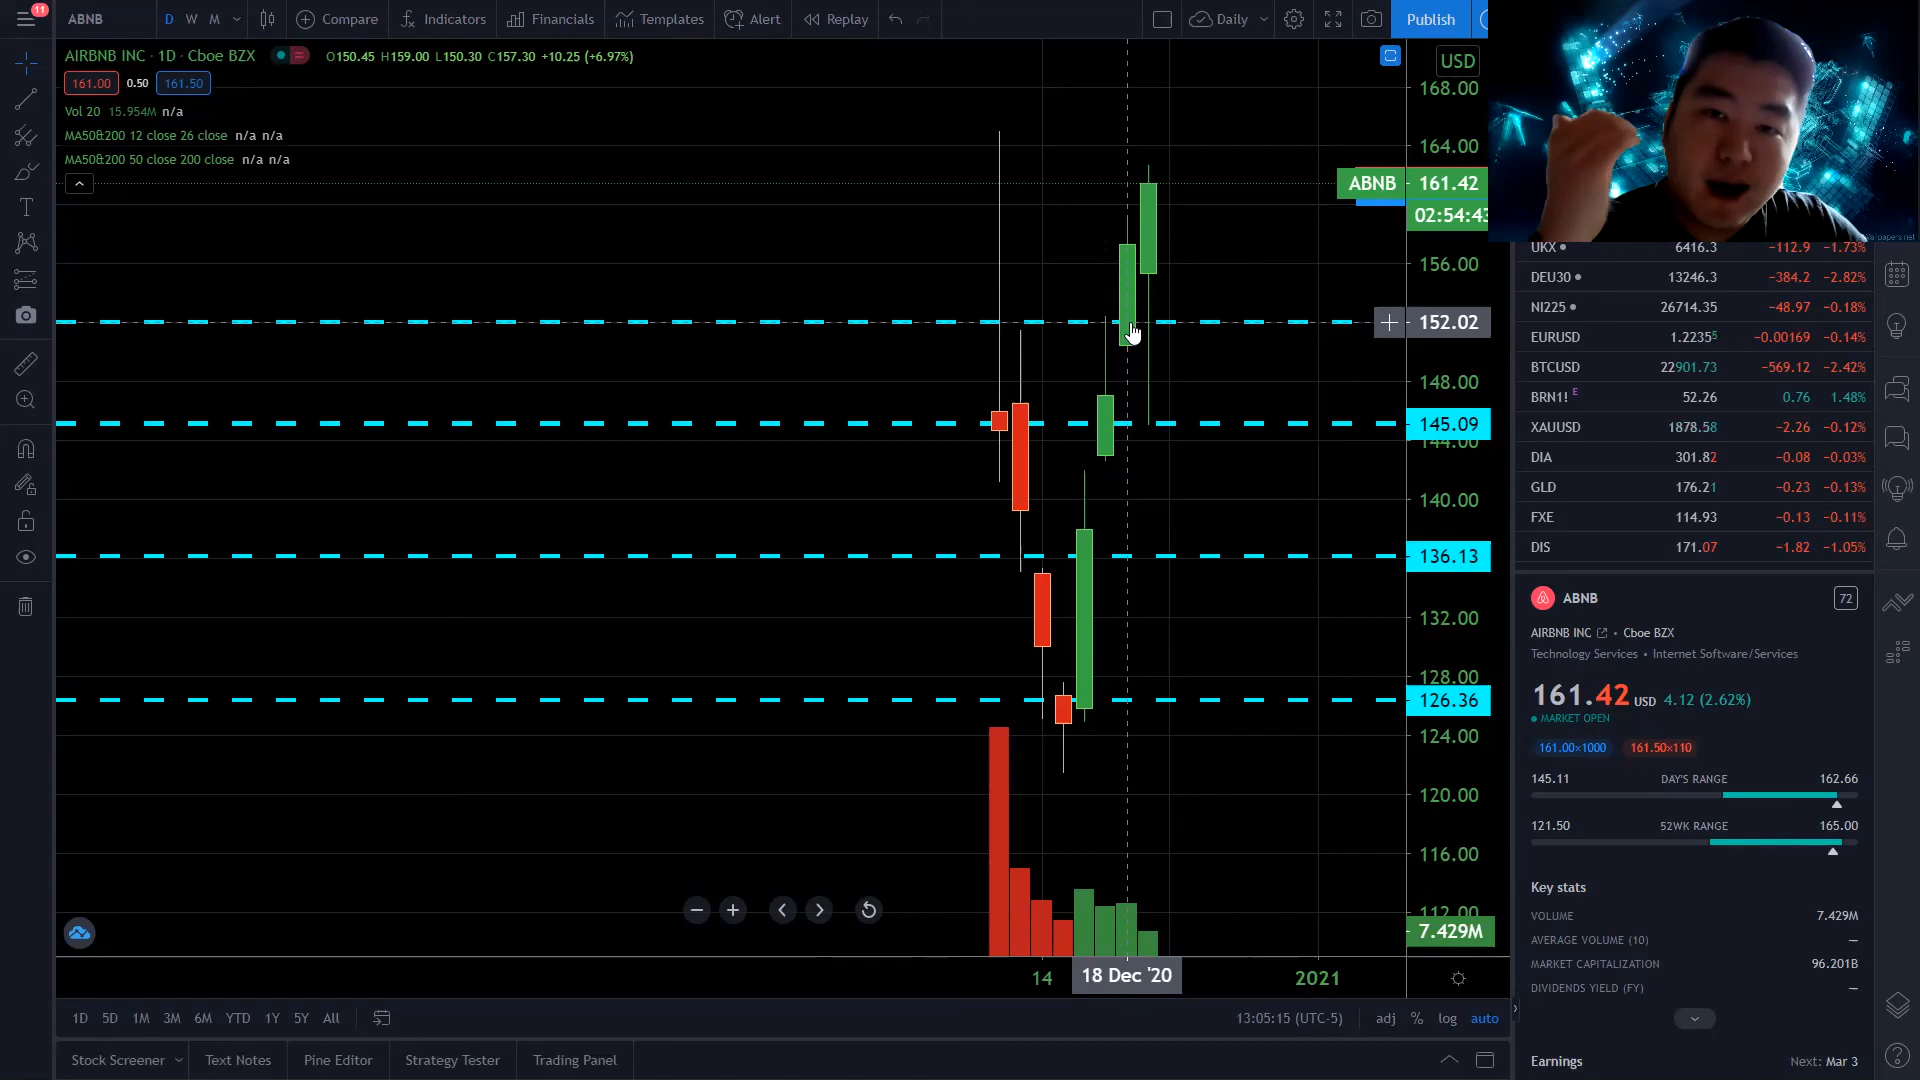 11
ABNB
D W M
Compare
Indicators
Financials
Templates
Alert
Replay
Daily
Publish
AIRBNB INC · 1D · Cboe BZX
O150.45 H159.00 L150.30 C157.30 +10.25 (+6.97%)
161.00 0.50 161.50
Vol 20 15.954M n/a
MA50&200 12 close 26 close n/a n/a
MA50&200 50 close 200 close n/a n/a
USD
168.00
164.00
ABNB 161.42
02:54:43
156.00
152.02
148.00
145.09
144.00
140.00
136.13
132.00
128.00
126.36
124.00
120.00
116.00
112.00
7.429M
14 18 Dec '20 2021
1D 5D 1M 3M 6M YTD 1Y 5Y All
13:05:15 (UTC-5) adj % log auto
Stock Screener Text Notes Pine Editor Strategy Tester Trading Panel
UKX 6416.3 −112.9 −1.73%
DEU30 13246.3 −384.2 −2.82%
NI225 26714.35 −48.97 −0.18%
EURUSD 1.22355 −0.00169 −0.14%
BTCUSD 22901.73 −569.12 −2.42%
BRN1! E 52.26 0.76 1.48%
XAUUSD 1878.58 −2.26 −0.12%
DIA 301.82 −0.08 −0.03%
GLD 176.21 −0.23 −0.13%
FXE 114.93 −0.13 −0.11%
DIS 171.07 −1.82 −1.05%
ABNB 72
AIRBNB INC • Cboe BZX
Technology Services • Internet Software/Services
161.42 USD 4.12 (2.62%)
MARKET OPEN
161.00×1000 161.50×110
145.11 DAY'S RANGE 162.66
121.50 52WK RANGE 165.00
Key stats
VOLUME 7.429M
AVERAGE VOLUME (10) —
MARKET CAPITALIZATION 96.201B
DIVIDENDS YIELD (FY) —
Earnings Next: Mar 3